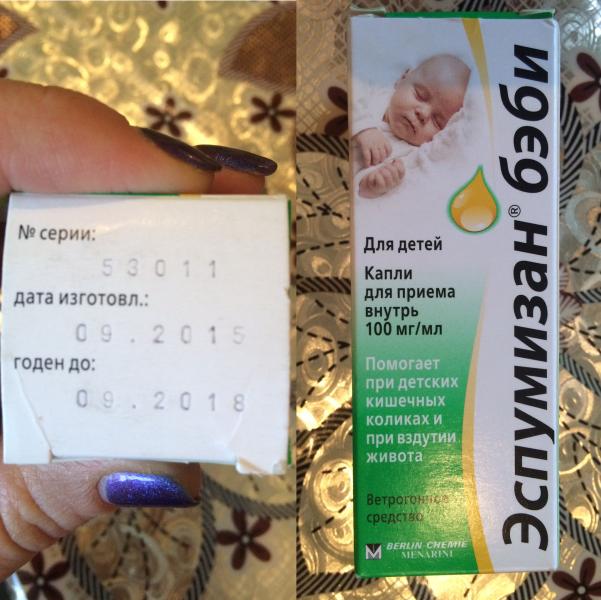 № серии:
53011
дата изготовл.:
09.2015
годен до:
09.2018
Эспумизан® бэби
Для детей
Капли
для приема
внутрь
100 мг/мл
Помогает
при детских
кишечных
коликах и
при вздутии
живота
Ветрогонное
средство
BERLIN-CHEMIE
MENARINI